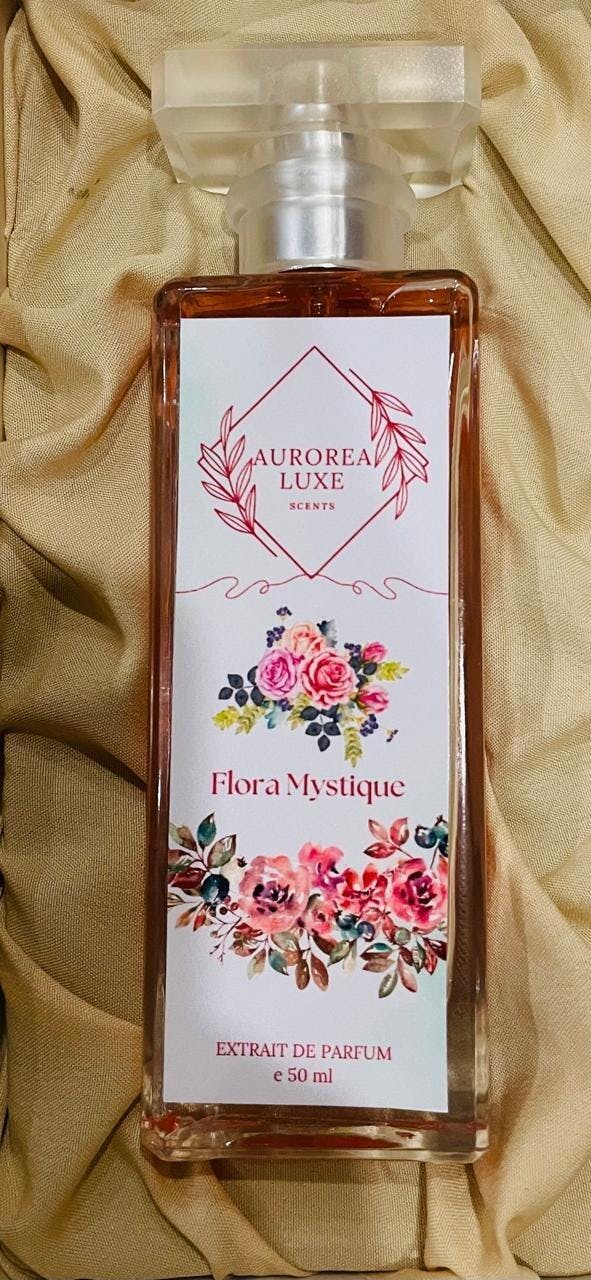 AUROREA
LUXE
SCENTS
Flora Mystique
EXTRAIT DE PARFUM
e 50 ml